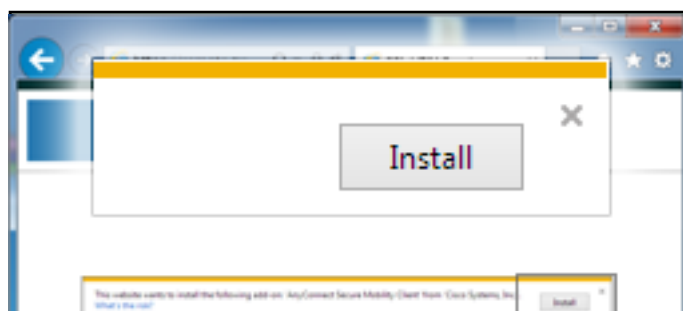 Install
This website wants to install the following add-on: 'AnyConnect Secure Mobility Client' from 'Cisco Systems, Inc.'
What's the risk?
Install